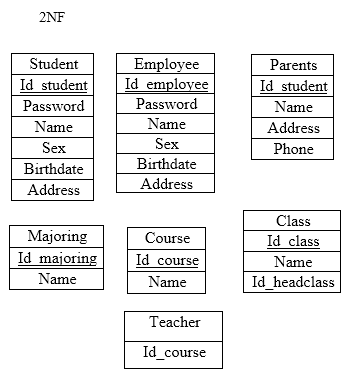 2NF
Student
Id_student
Password
Name
Sex
Birthdate
Address
Employee
Id_employee
Password
Name
Sex
Birthdate
Address
Parents
Id_student
Name
Address
Phone
Majoring
Id_majoring
Name
Course
Id_course
Name
Class
Id_class
Name
Id_headclass
Teacher
Id_course